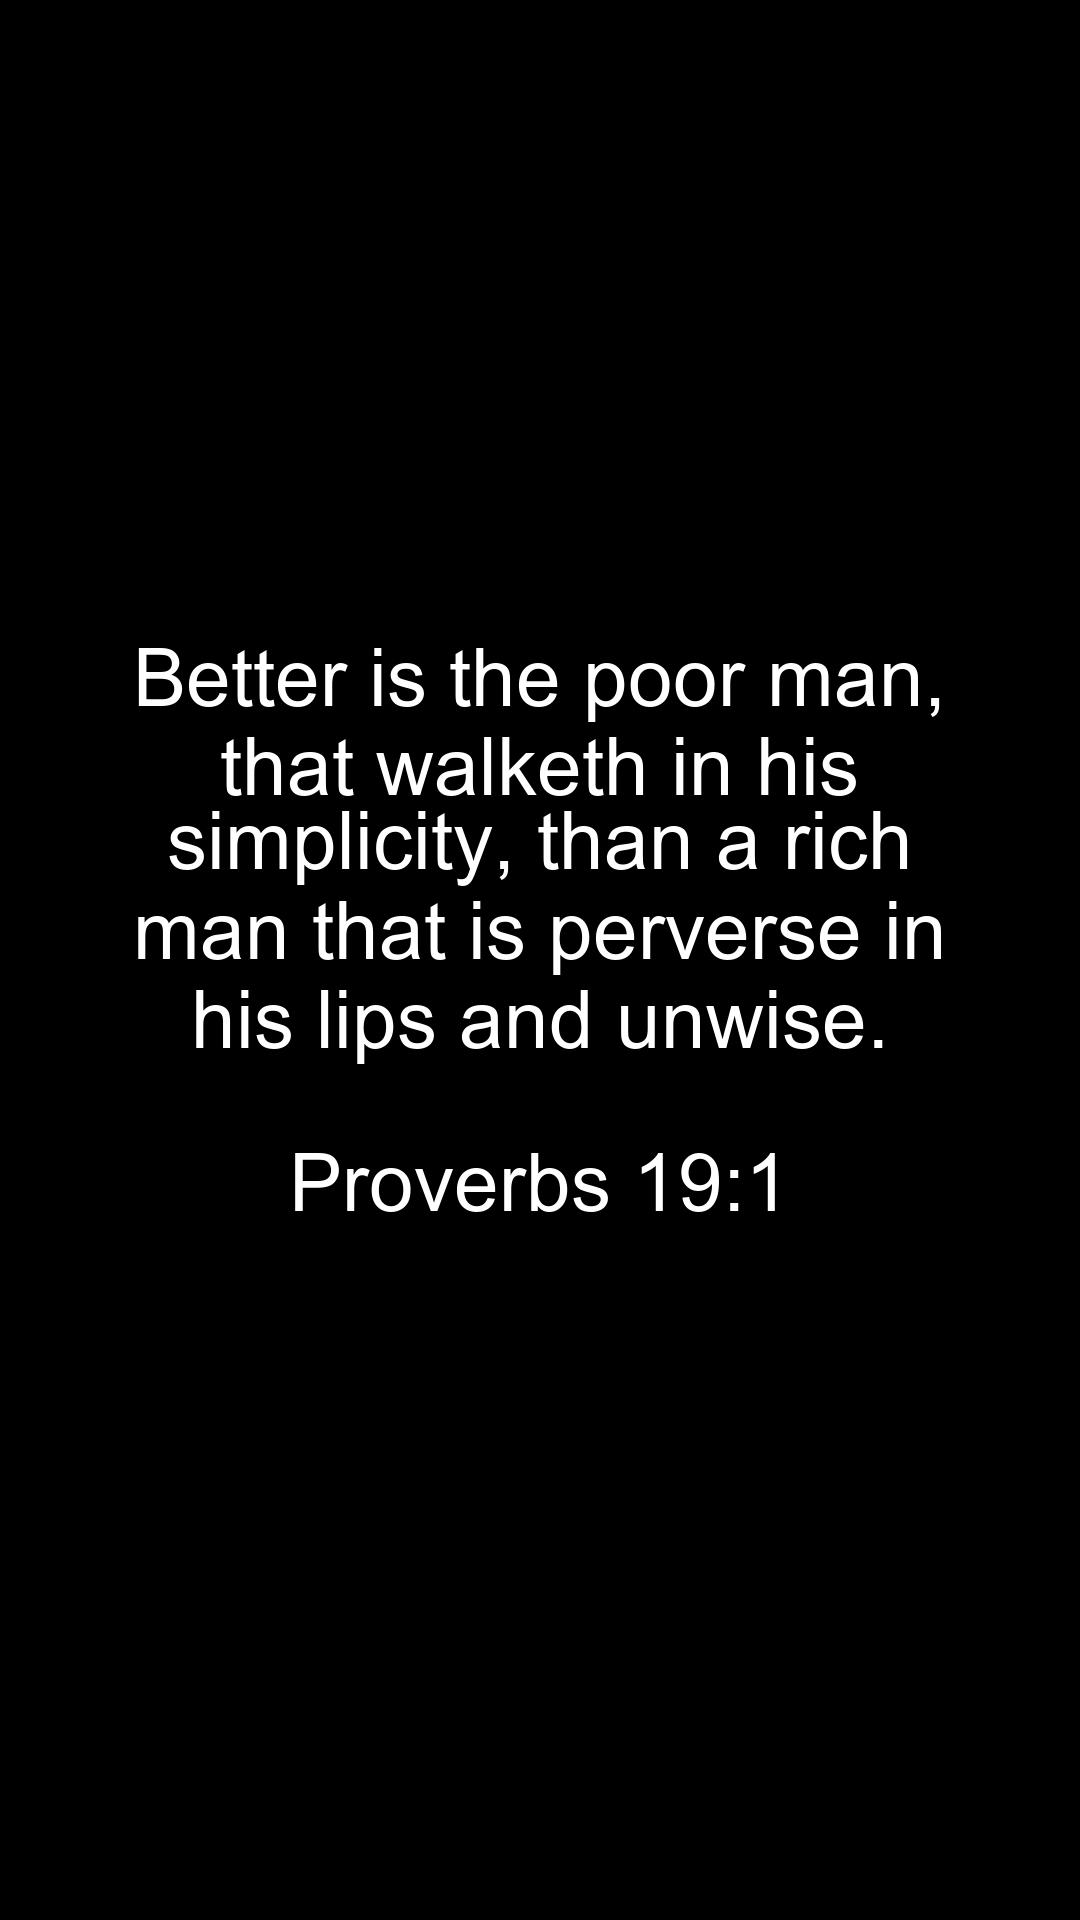 Better is the poor man,
that walketh in his
simplicity, than a rich
man that is perverse in
his lips and unwise.
Proverbs 19:1